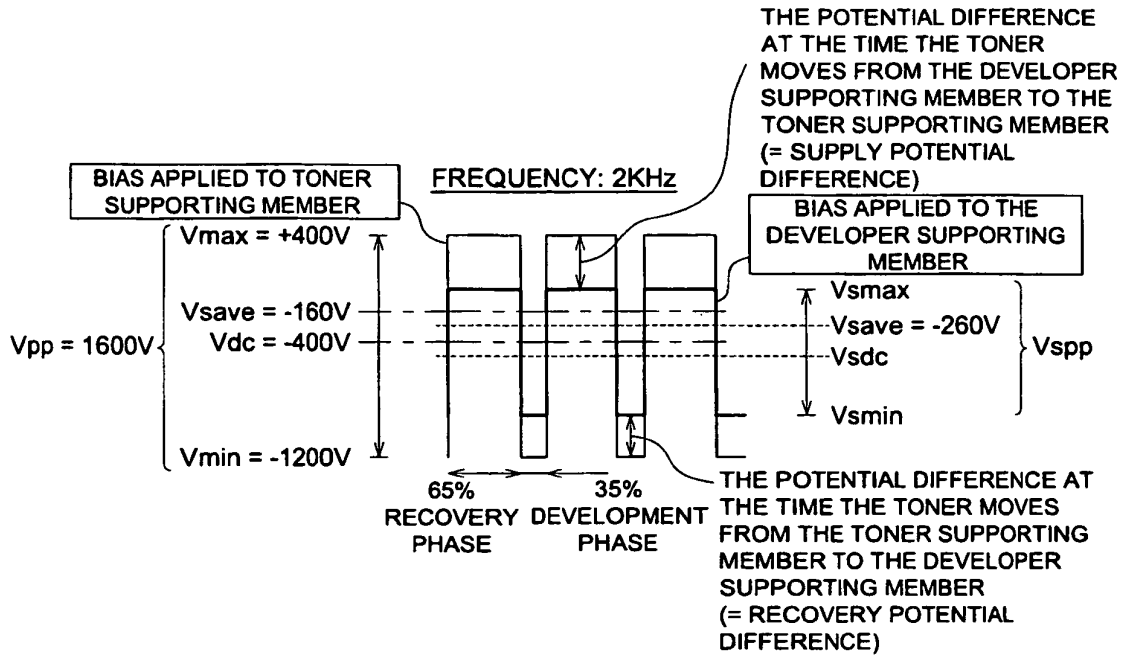 THE POTENTIAL DIFFERENCE
AT THE TIME THE TONER
MOVES FROM THE DEVELOPER
SUPPORTING MEMBER TO THE
TONER SUPPORTING MEMBER
(= SUPPLY POTENTIAL
DIFFERENCE)
BIAS APPLIED TO TONER
SUPPORTING MEMBER
FREQUENCY: 2KHz
BIAS APPLIED TO THE
DEVELOPER SUPPORTING
MEMBER
Vmax = +400V
Vsave = -160V
Vdc = -400V
Vpp = 1600V
Vmin = -1200V
Vsmax
Vsave = -260V
Vsdc
Vspp
Vsmin
65%
RECOVERY
PHASE
35%
DEVELOPMENT
PHASE
THE POTENTIAL DIFFERENCE AT
THE TIME THE TONER MOVES
FROM THE TONER SUPPORTING
MEMBER TO THE DEVELOPER
SUPPORTING MEMBER
(= RECOVERY POTENTIAL
DIFFERENCE)